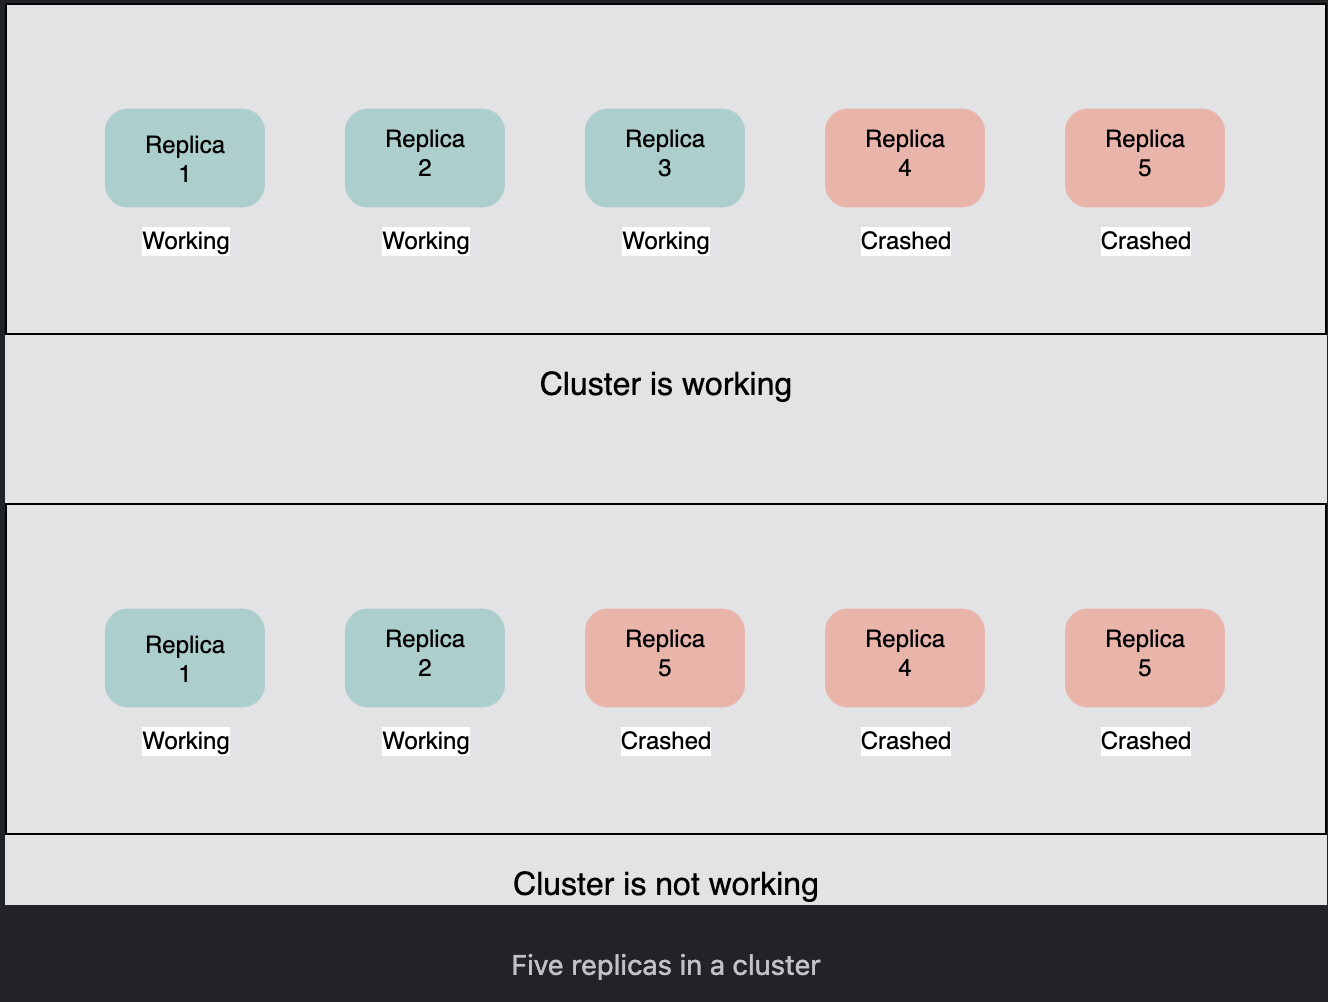 Replica Replica Replica Replica Replica
1 2 3 4 5
Working Working Working Crashed Crashed
Cluster is working
Replica Replica Replica Replica Replica
1 2 5 4 5
Working Working Crashed Crashed Crashed
Cluster is not working
Five replicas in a cluster